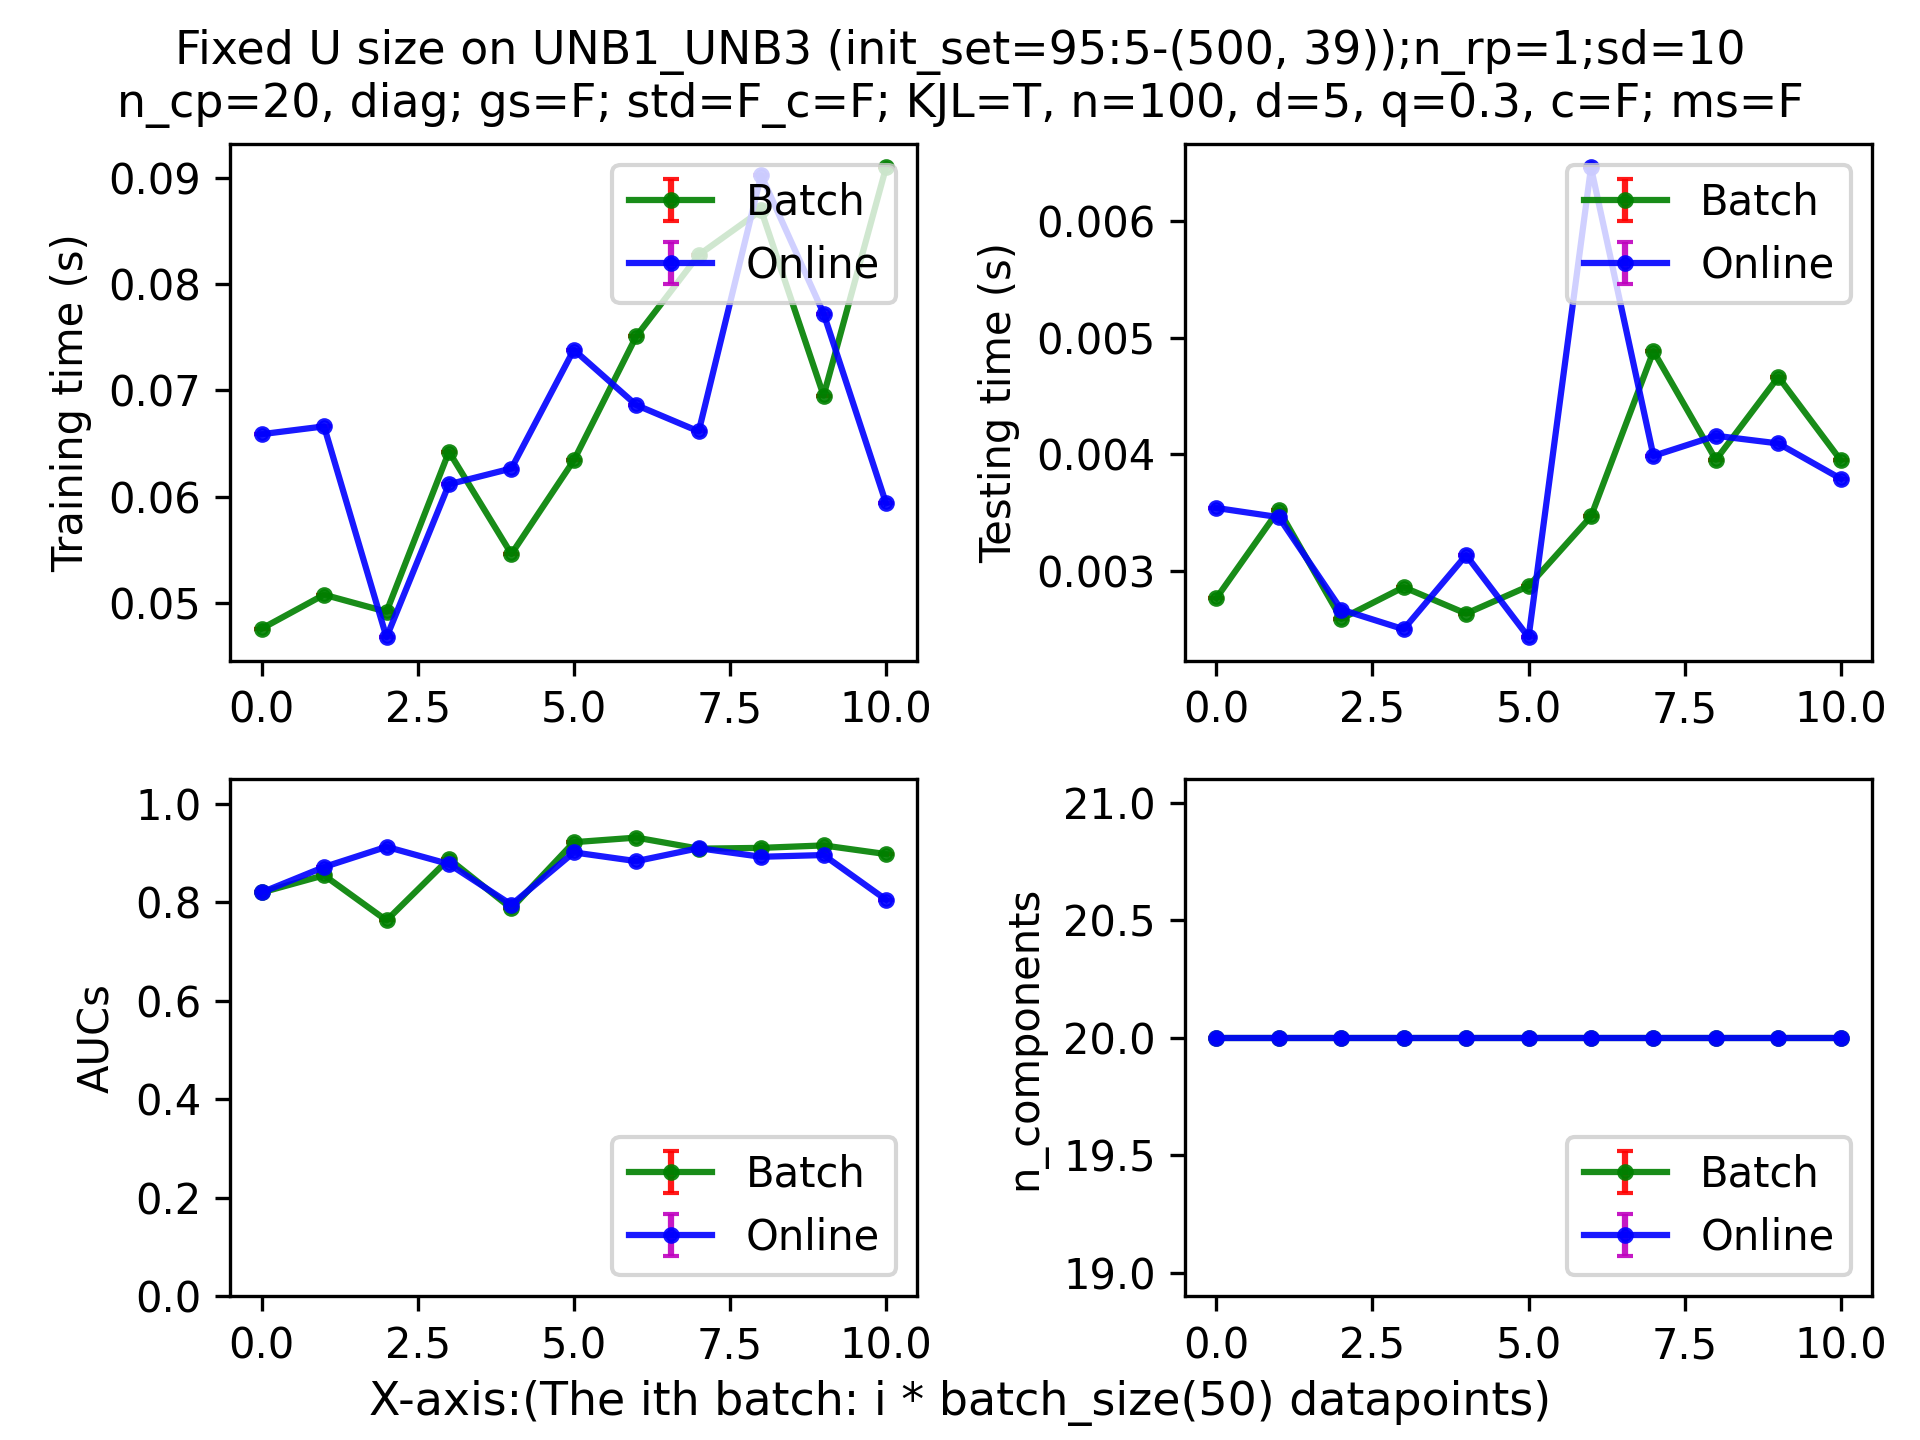 Fixed U size on UNB1_UNB3 (init_set=95:5-(500, 39));n_rp=1;sd=10
n_cp=20, diag; gs=F; std=F_c=F; KJL=T, n=100, d=5, q=0.3, c=F; ms=F
Training time (s)
0.09
0.08
0.07
0.06
0.05
0.0 2.5 5.0 7.5 10.0
Batch
Online
Testing time (s)
0.006
0.005
0.004
0.003
0.0 2.5 5.0 7.5 10.0
Batch
Online
AUCs
1.0
0.8
0.6
0.4
0.2
0.0
0.0 2.5 5.0 7.5 10.0
Batch
Online
n_components
21.0
20.5
20.0
19.5
19.0
0.0 2.5 5.0 7.5 10.0
Batch
Online
X-axis:(The ith batch: i * batch_size(50) datapoints)